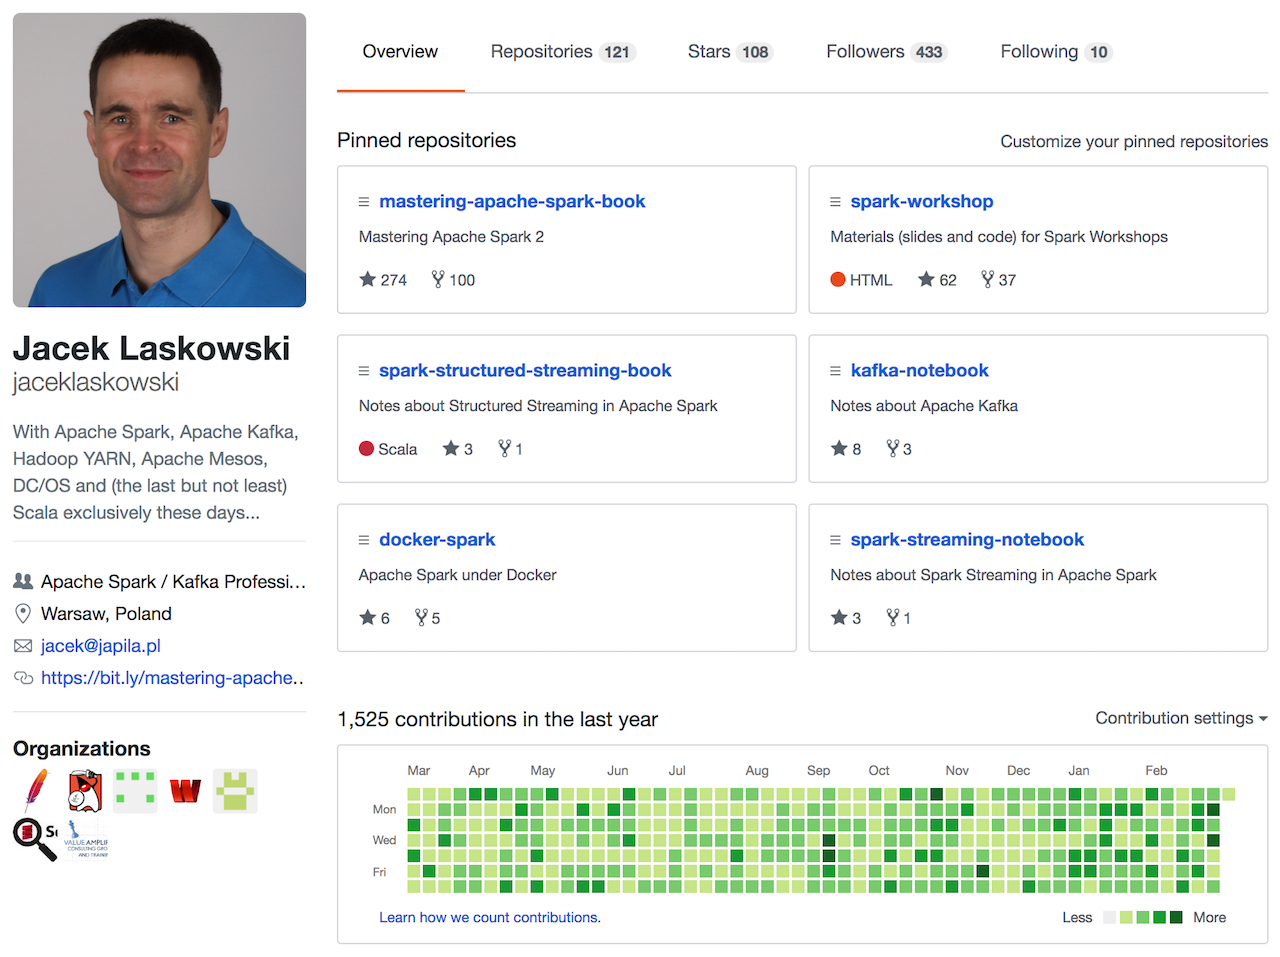 Overview Repositories 121 Stars 108 Followers 433 Following 10
Jacek Laskowski
jaceklaskowski
With Apache Spark, Apache Kafka,
Hadoop YARN, Apache Mesos,
DC/OS and (the last but not least)
Scala exclusively these days...
Apache Spark / Kafka Professi...
Warsaw, Poland
jacek@japila.pl
https://bit.ly/mastering-apache..
Organizations
VALUEAMPLIF
CONSULTING GRO
AND TRAINI
Pinned repositories
Customize your pinned repositories
mastering-apache-spark-book
Mastering Apache Spark 2
274 100
spark-workshop
Materials (slides and code) for Spark Workshops
HTML 62 37
spark-structured-streaming-book
Notes about Structured Streaming in Apache Spark
Scala 3 1
kafka-notebook
Notes about Apache Kafka
8 3
docker-spark
Apache Spark under Docker
6 5
spark-streaming-notebook
Notes about Spark Streaming in Apache Spark
3 1
1,525 contributions in the last year
Contribution settings
Mar Apr May Jun Jul Aug Sep Oct Nov Dec Jan Feb
Mon
Wed
Fri
Learn how we count contributions.
Less More